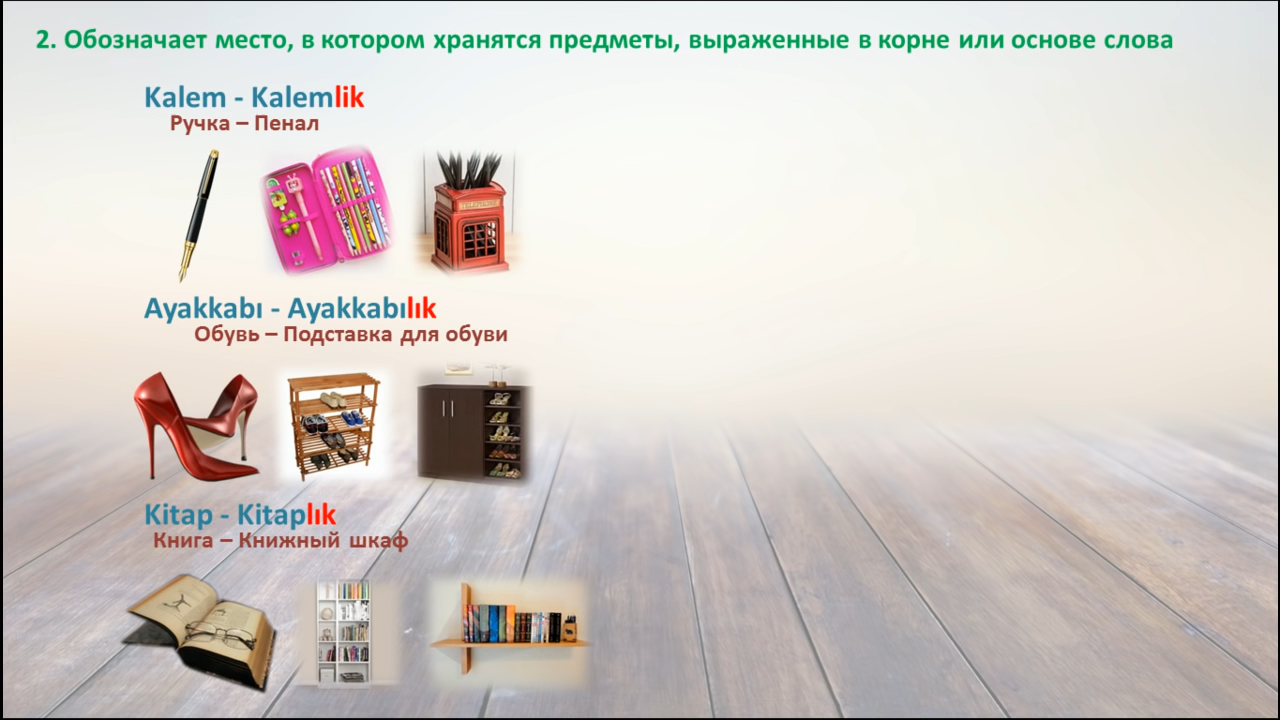 2. Обозначает место, в котором хранятся предметы, выраженные в корне или основе слова
Kalem - Kalemlik
Ручка – Пенал
TELEPHONE
Ayakkabı - Ayakkabılık
Обувь – Подставка для обуви
Kitap - Kitaplık
Книга – Книжный шкаф